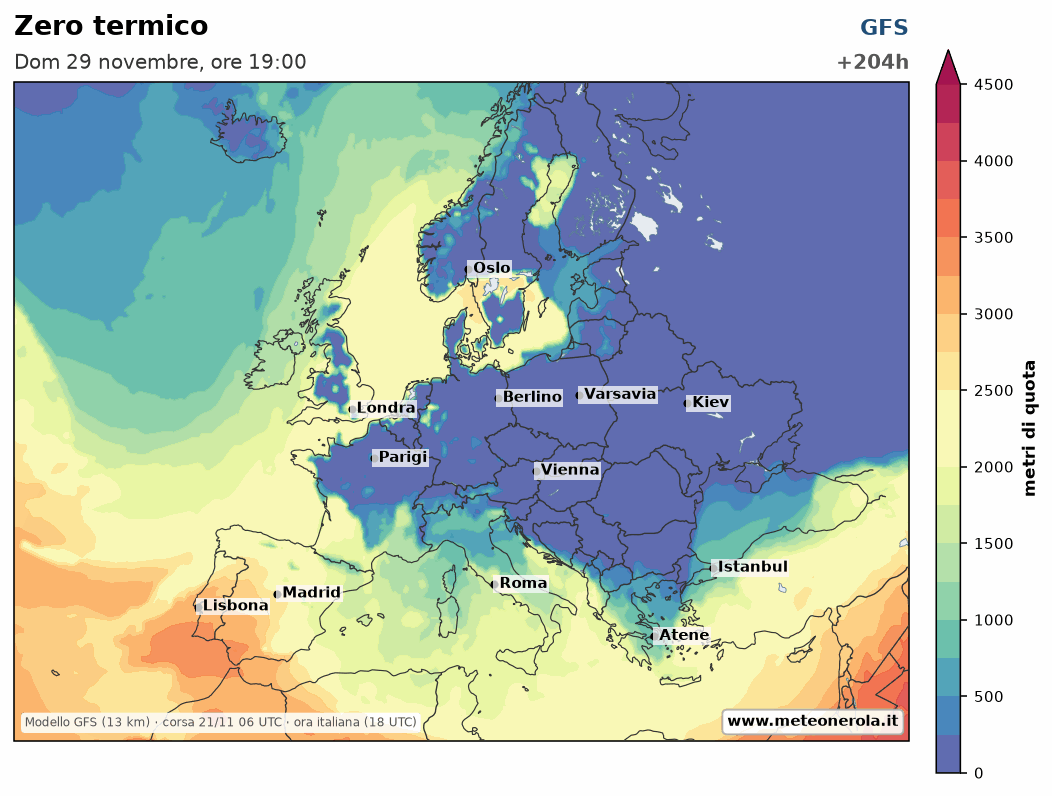 Zero termico
GFS
Dom 29 novembre, ore 19:00
+204h
4500
4000
3500
3000
2500
2000
1500
1000
500
0
metri di quota
Oslo
Londra
Berlino
Varsavia
Kiev
Parigi
Vienna
Istanbul
Roma
Madrid
Lisbona
Atene
Modello GFS (13 km) · corsa 21/11 06 UTC · ora italiana (18 UTC)
www.meteonerola.it